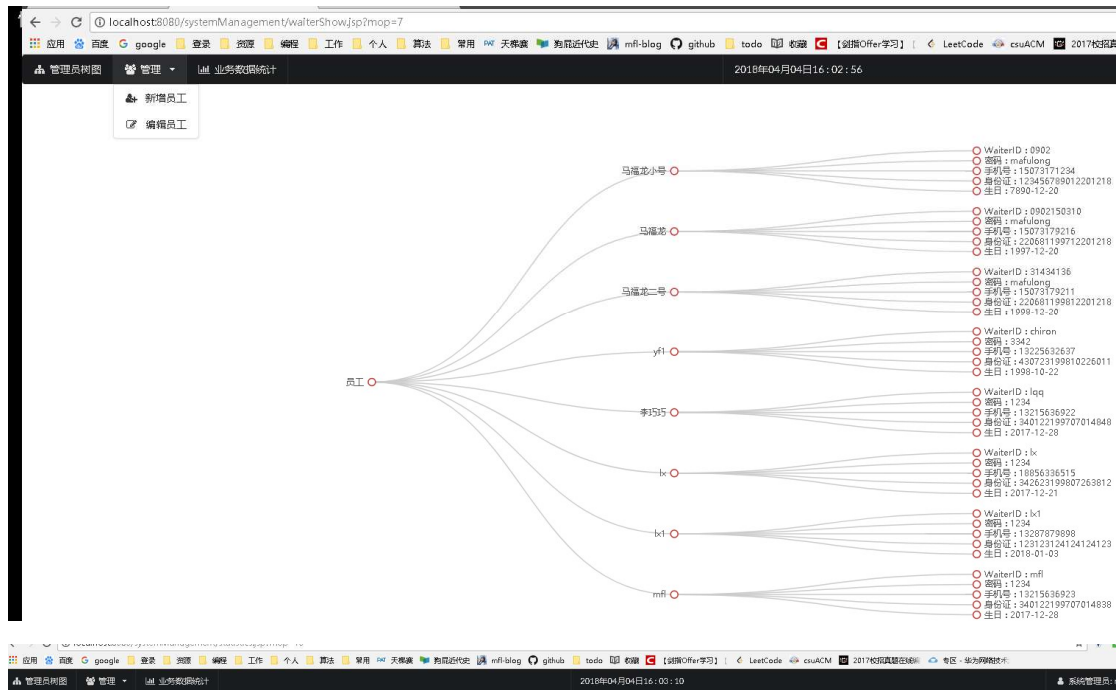 localhost:8080/systemManagement/waiterShow.jsp?mop=7
应用 百度 G google 登录 资源 编程 工作 个人 算法 常用 PAT 天梯赛 狗屁近代史 mfl-blog github todo 收藏 C 【剑指Offer学习】 LeetCode csuACM 2017校招真
管理员树图 管理 业务数据统计 2018年04月04日16:02:56
新增员工
编辑员工
员工
马福龙小号
WaiterID : 0902
密码 : mafulong
手机号 : 15073171234
身份证 : 123456789012201218
生日 : 7890-12-20
马福龙
WaiterID : 0902150310
密码 : mafulong
手机号 : 15073179216
身份证 : 220681199712201218
生日 : 1997-12-20
马福龙二号
WaiterID : 31434136
密码 : mafulong
手机号 : 15073179211
身份证 : 220681199812201218
生日 : 1998-12-20
yf1
WaiterID : chiron
密码 : 3342
手机号 : 13225632637
身份证 : 430723199810226011
生日 : 1998-10-22
李巧巧
WaiterID : lqq
密码 : 1234
手机号 : 13215636922
身份证 : 340122199707014848
生日 : 2017-12-28
lx
WaiterID : lx
密码 : 1234
手机号 : 18856336515
身份证 : 342623199807263812
生日 : 2017-12-21
lx1
WaiterID : lx1
密码 : 1234
手机号 : 13287879898
身份证 : 123123124124124123
生日 : 2018-01-03
mfl
WaiterID : mfl
密码 : 1234
手机号 : 13215636923
身份证 : 340122199707014838
生日 : 2017-12-28
应用 百度 G google 登录 资源 编程 工作 个人 算法 常用 PAT 天梯赛 狗屁近代史 mfl-blog github todo 收藏 C 【剑指Offer学习】 LeetCode csuACM 2017校招真题在线 专区 - 华为网络技术
管理员树图 管理 业务数据统计 2018年04月04日16:03:10 系统管理员: